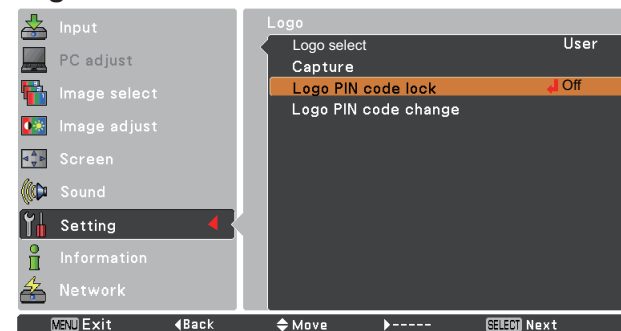 Input
PC adjust
Image select
Image adjust
Screen
Sound
Setting
Information
Network
Logo
Logo select User
Capture
Logo PIN code lock Off
Logo PIN code change
MENU Exit Back Move ----- SELECT Next